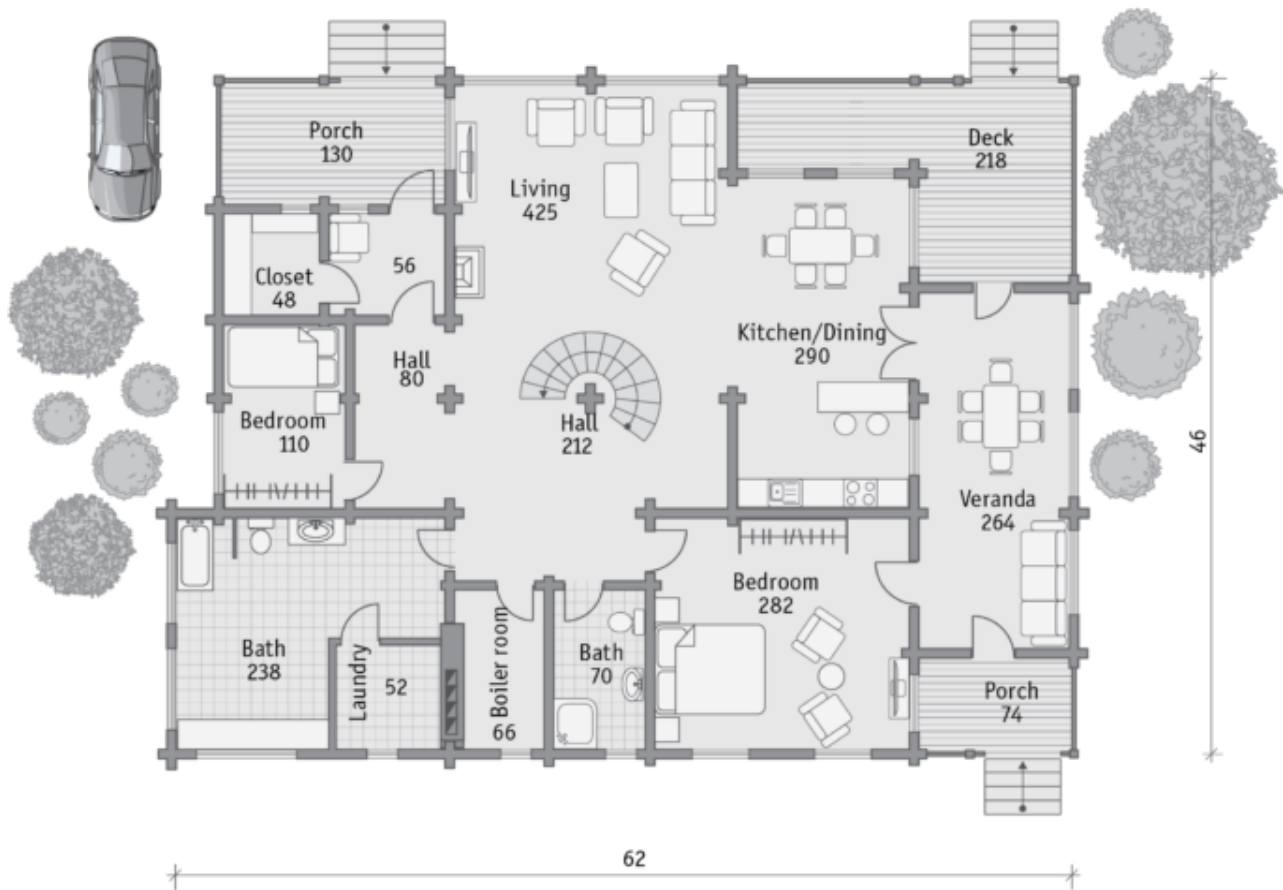 Porch
130
Deck
218
Living
425
56
Closet
48
Kitchen/Dining
290
Hall
80
Hall
212
Bedroom
110
46
Veranda
264
Bedroom
282
Bath
238
Laundry
52
Boiler room
66
Bath
70
Porch
74
62